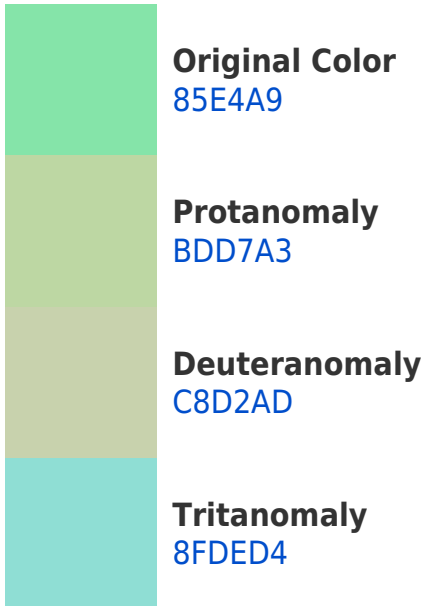 Original Color
85E4A9
Protanomaly
BDD7A3
Deuteranomaly
C8D2AD
Tritanomaly
8FDED4